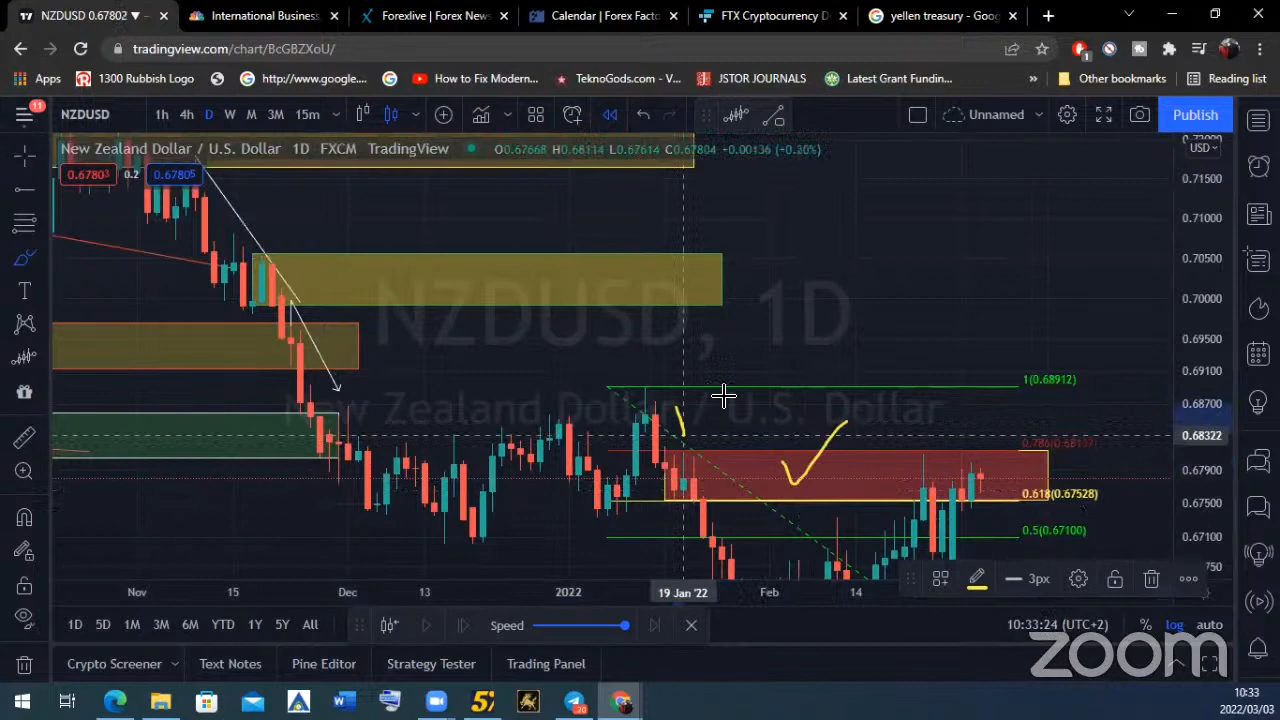 NZDUSD 0.67802 ▼
International Business,
Forexlive | Forex News
Calendar | Forex Facto
FTX Cryptocurrency D
yellen treasury - Goog
tradingview.com/chart/BcGBZXoU/
1
Apps
1300 Rubbish Logo
http://www.google...
How to Fix Modern...
TeknoGods.com - V...
JSTOR JOURNALS
Latest Grant Fundin...
»
Other bookmarks
Reading list
11
NZDUSD
1h 4h D W M 3M 15m
Unnamed
Publish
New Zealand Dollar / U.S. Dollar 1D FXCM TradingView
O0.67668 H0.68114 L0.67614 C0.67804 +0.00136 (+0.20%)
USD
0.67803 0.2 0.67805
0.71500
0.71000
0.70500
0.70000
0.69500
0.69100
0.68700
0.68322
0.67900
0.67500
0.67100
NZDUSD, 1D
New Zealand Dollar / U.S. Dollar
1(0.68912)
0.618(0.67528)
0.5(0.67100)
3px
Nov 15 Dec 13 2022 19 Jan '22 Feb 14
1D 5D 1M 3M 6M YTD 1Y 5Y All
Speed
10:33:24 (UTC+2)
% log auto
Crypto Screener Text Notes Pine Editor Strategy Tester Trading Panel
zoom
10:33
2022/03/03